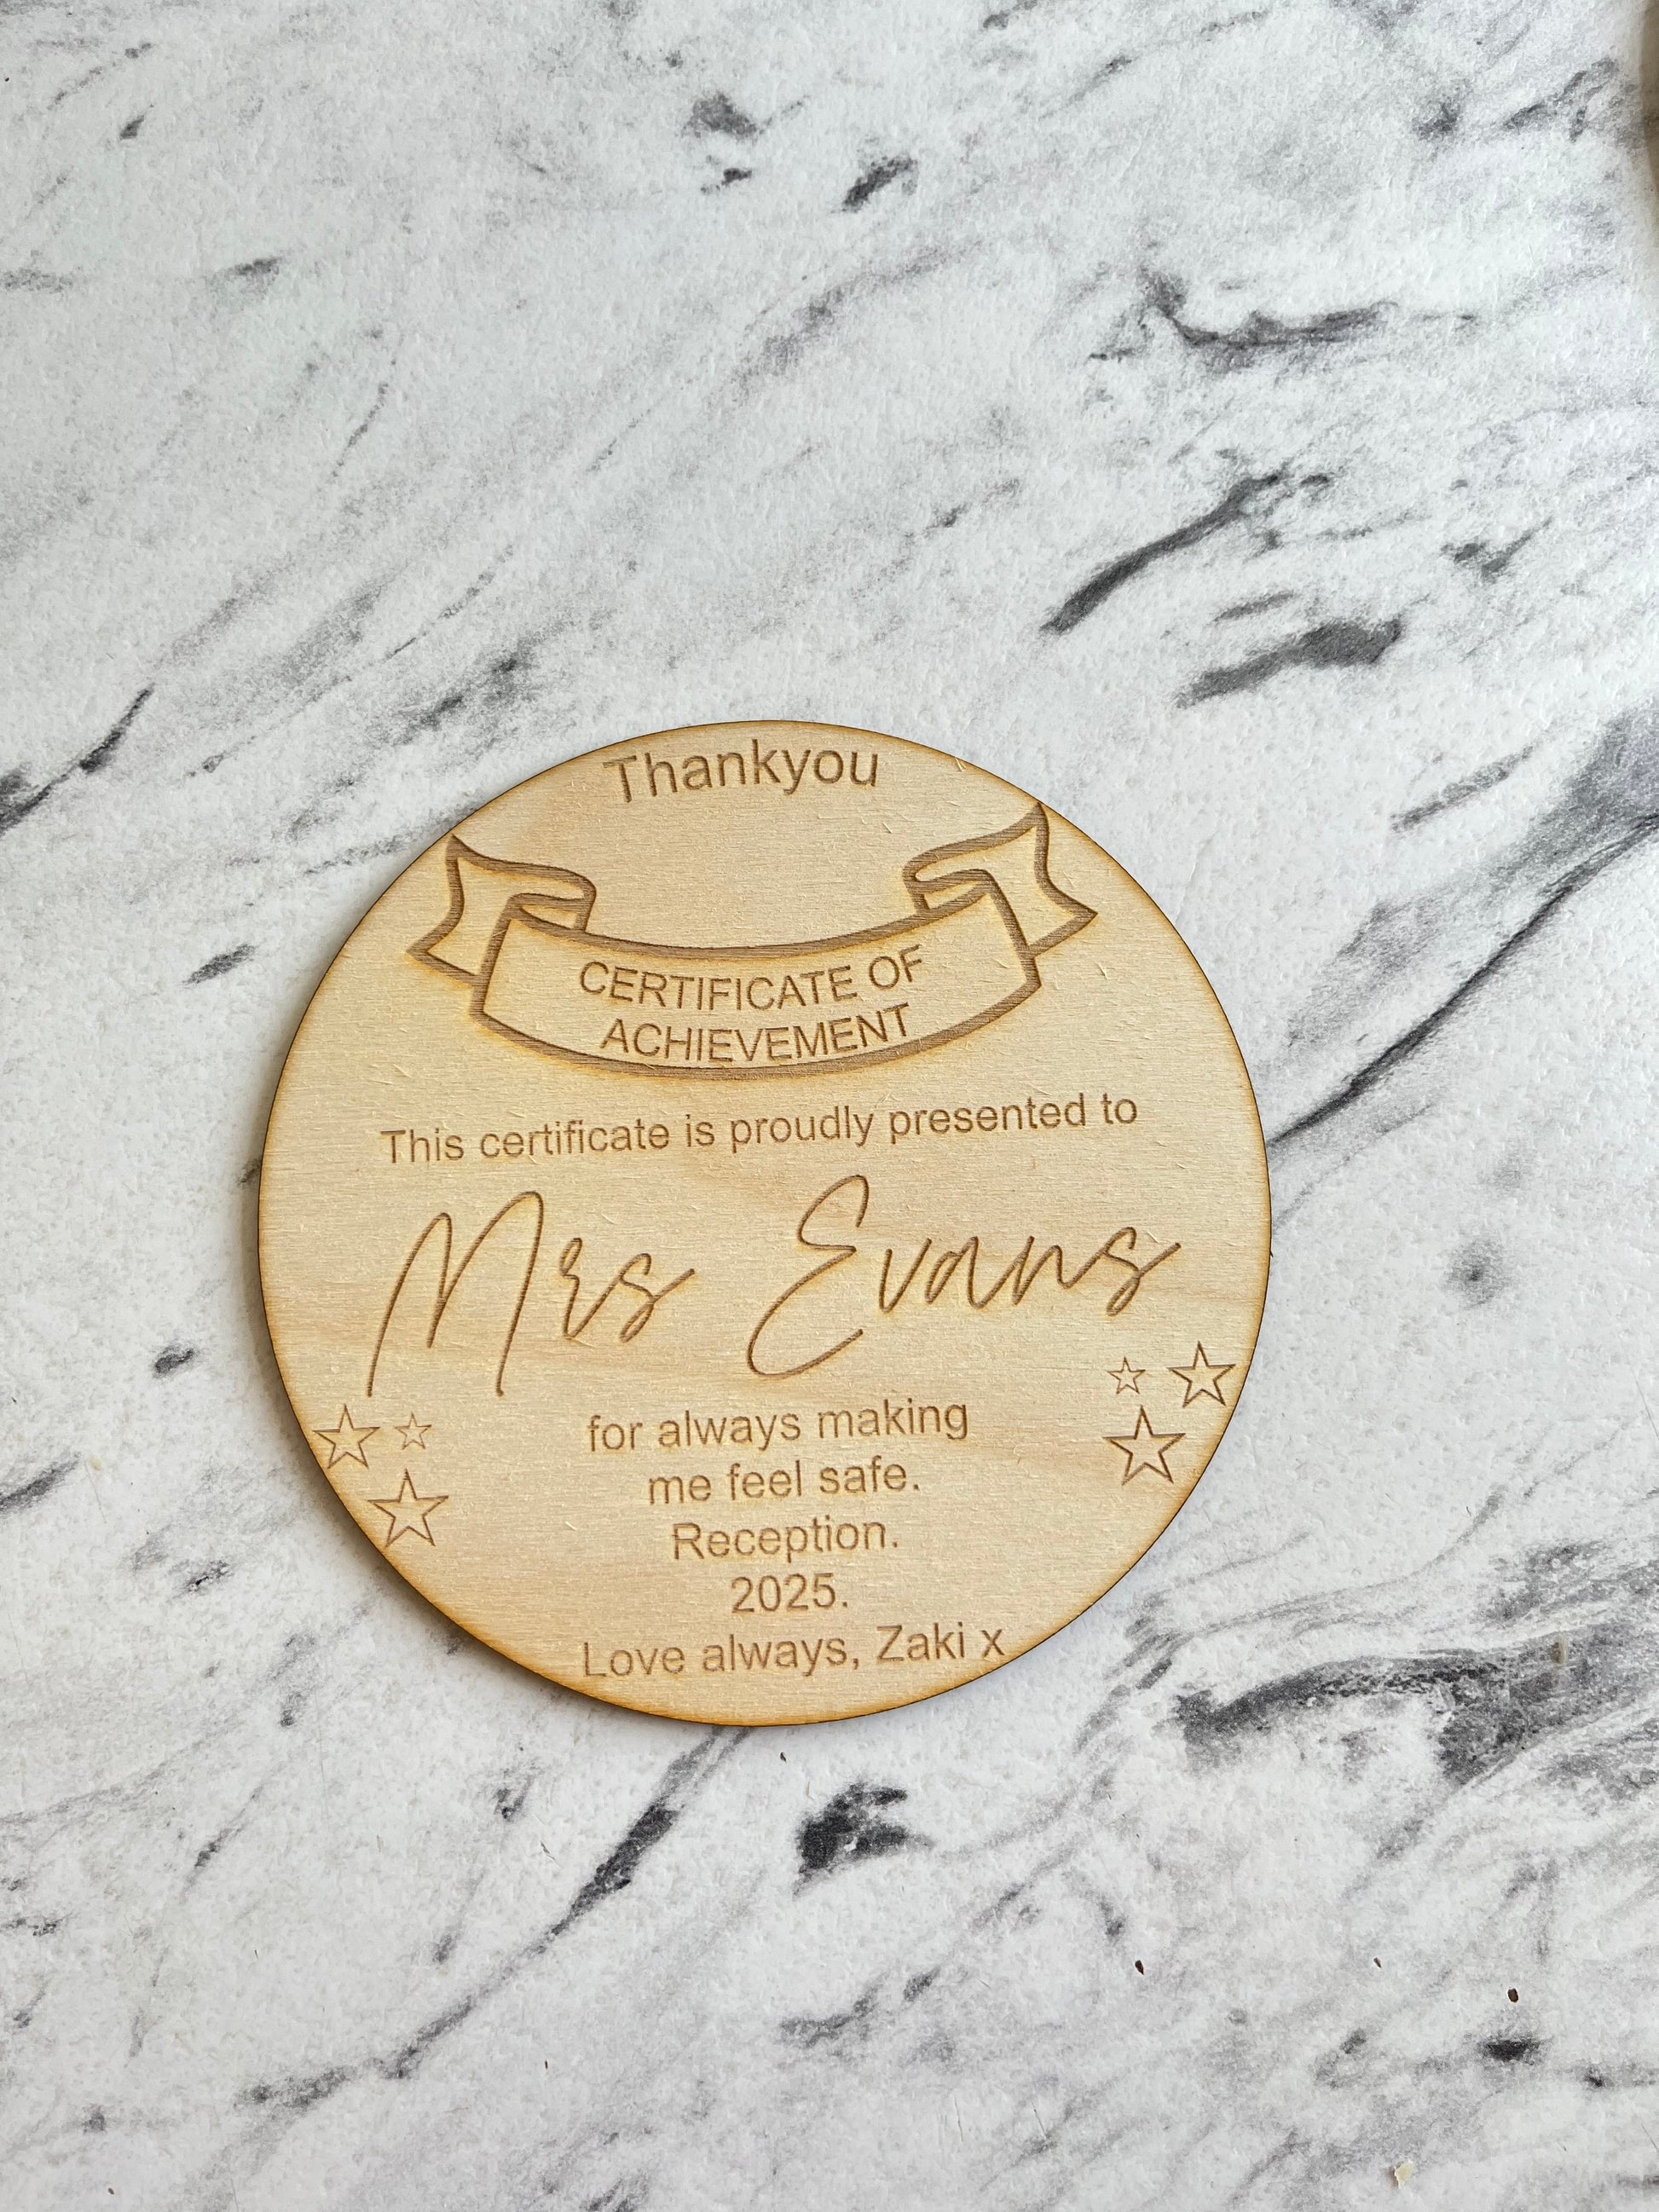 Thankyou
CERTIFICATE OF
ACHIEVEMENT
This certificate is proudly presented to
Mrs Evans
for always making
me feel safe.
Reception.
2025.
Love always, Zaki x